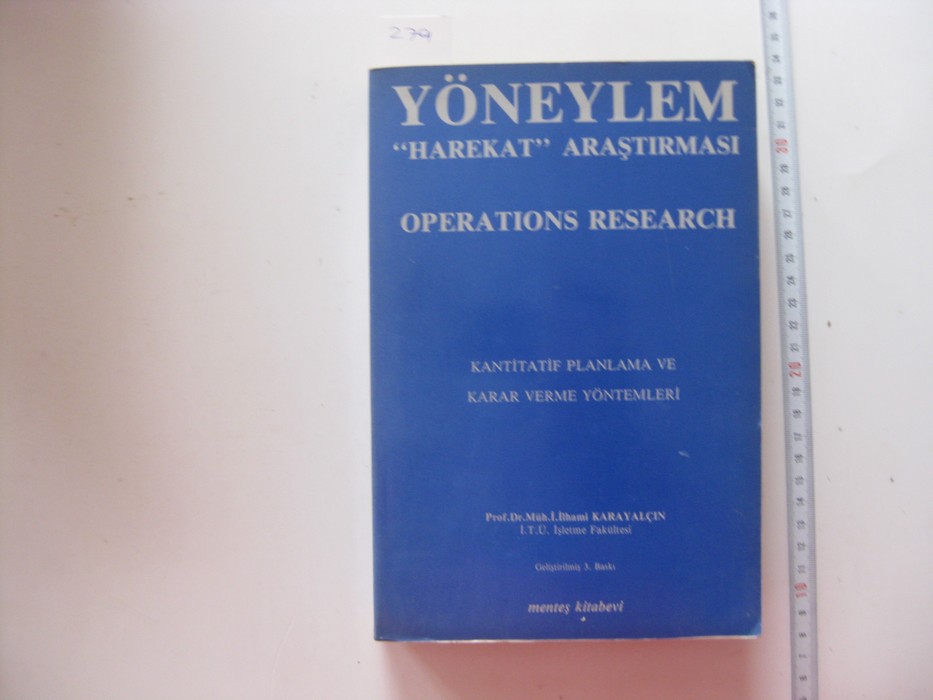 279
YÖNEYLEM
“HAREKAT” ARAŞTIRMASI
OPERATIONS RESEARCH
KANTİTATİF PLANLAMA VE
KARAR VERME YÖNTEMLERİ
Prof.Dr.Müh.İ.İlhami KARAYALÇIN
İ.T.Ü. İşletme Fakültesi
Geliştirilmiş 3. Baskı
menteş kitabevi
30
20
10